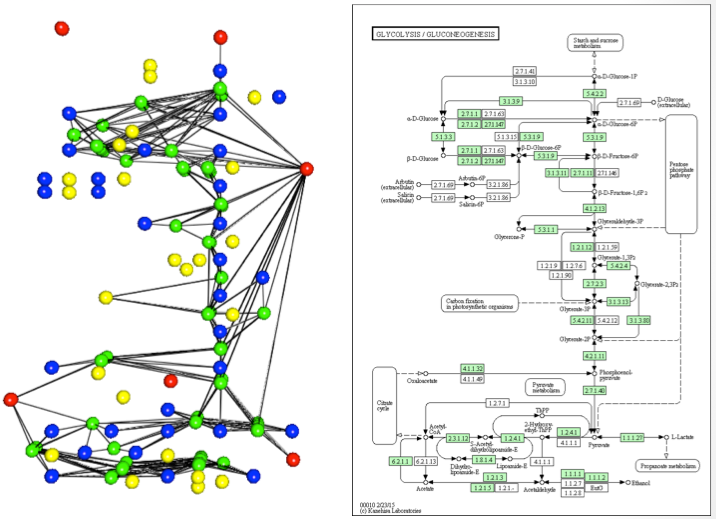 GLYCOLYSIS / GLUCONEOGENESIS
Starch and sucrose
metabolism
2.7.1.41
3.1.3.10
α-D-Glucose-1P
5.4.2.2
3.1.3.9
2.7.1.69
D-Glucose
(extracellular)
α-D-Glucose
2.7.1.1
2.7.1.63
2.7.1.2
2.7.1.147
α-D-Glucose-6P
5.1.3.3
5.1.3.15
5.3.1.9
5.3.1.9
β-D-Glucose
2.7.1.1
2.7.1.63
2.7.1.2
2.7.1.147
β-D-Glucose-6P
5.3.1.9
β-D-Fructose-6P
Pentose
phosphate
pathway
3.1.3.11
2.7.1.11
2.7.1.146
Arbutin
(extracellular)
2.7.1.69
Arbutin-6P
3.2.1.86
Salicin
(extracellular)
2.7.1.69
Salicin-6P
3.2.1.86
β-D-Fructose-1,6P2
4.1.2.13
Glyceraldehyde-3P
Glycerone-P
5.3.1.1
1.2.1.12
1.2.1.59
Glycerate-1,3P2
1.2.1.9
1.2.7.6
1.2.1.90
5.4.2.4
2.7.2.3
Glycerate-2,3P2
Carbon fixation
in photosynthetic organisms
3.1.3.13
Glycerate-3P
5.4.2.11
5.4.2.12
3.1.3.80
Glycerate-2P
4.2.1.11
4.1.1.32
4.1.1.49
Oxaloacetate
Phosphoenol-
pyruvate
Pyruvate
metabolism
2.7.1.40
Citrate
cycle
1.2.7.1
ThPP
Acetyl-
CoA
2-Hydroxy-
ethyl-ThPP
2.3.1.12
1.2.4.1
1.2.4.1
4.1.1.1
1.1.1.27
L-Lactate
Pyruvate
dihydrolipoamide-E
6.2.1.1
6.2.1.13
1.8.1.4
4.1.1.1
Propanoate metabolism
Dihydro-
lipoamide-E
Lipoamide-E
1.2.1.3
1.2.1.5
Acetate
Acetaldehyde
1.1.1.1
1.1.1.2
1.1.2.7
EutG
1.1.2.8
Ethanol
(c) Kanehisa Laboratories